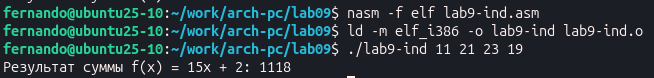 fernando@ubuntu25-10:~/work/arch-pc/lab09$ nasm -f elf lab9-ind.asm
fernando@ubuntu25-10:~/work/arch-pc/lab09$ ld -m elf_i386 -o lab9-ind lab9-ind.o
fernando@ubuntu25-10:~/work/arch-pc/lab09$ ./lab9-ind 11 21 23 19
Результат суммы f(x) = 15x + 2: 1118